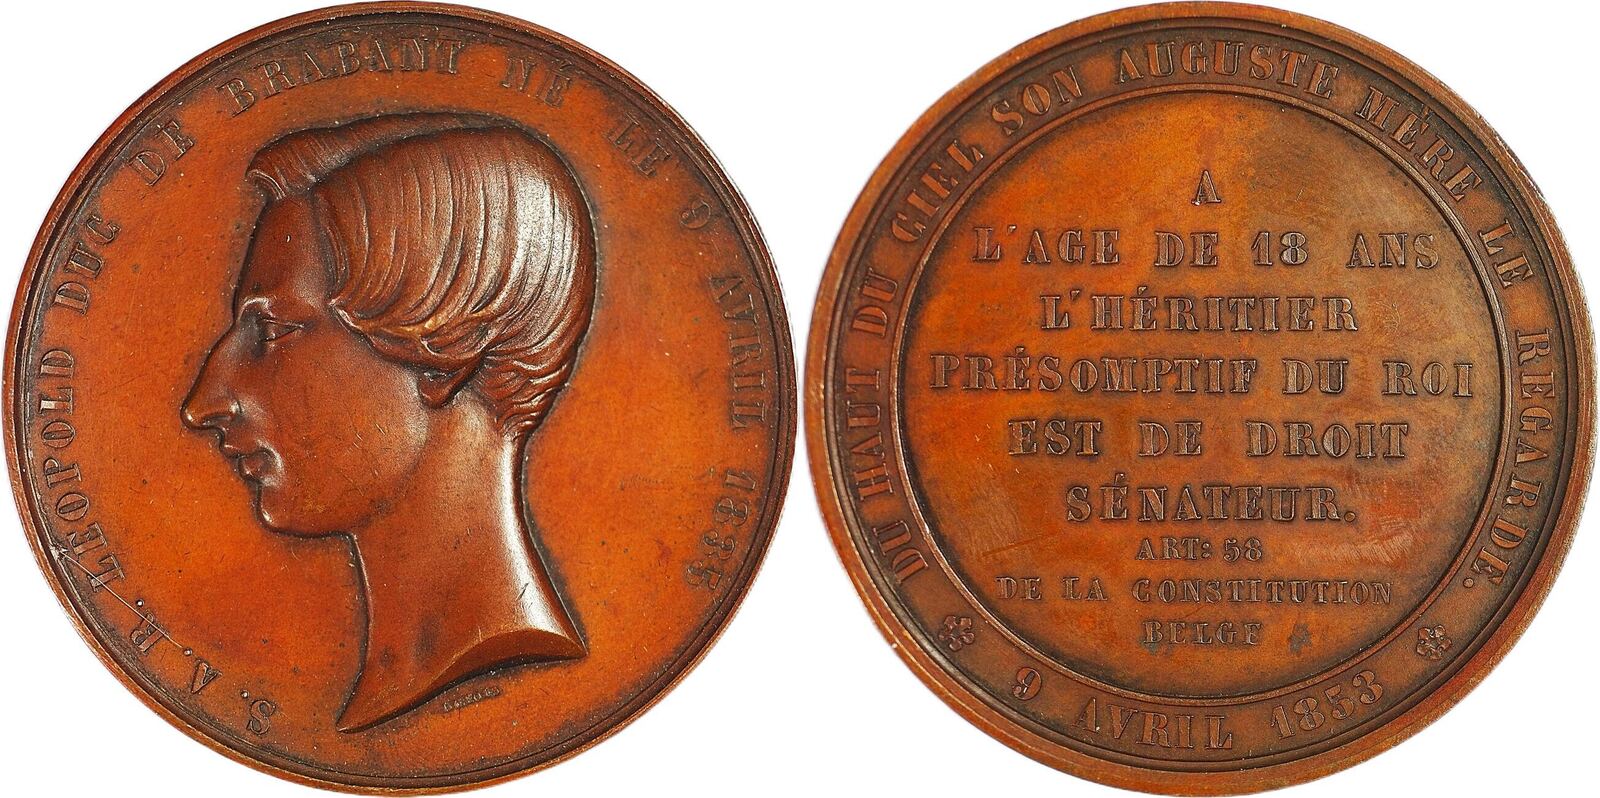 S. A. R. LÉOPOLD DUC DE BRABANT NÉ LE 9 AVRIL 1835
DU HAUT DU CIEL SON AUGUSTE MÈRE LE REGARDE.
A
L'AGE DE 18 ANS
L'HÉRITIER
PRÉSOMPTIF DU ROI
EST DE DROIT
SÉNATEUR.
ART: 58
DE LA CONSTITUTION
BELGE
9 AVRIL 1853